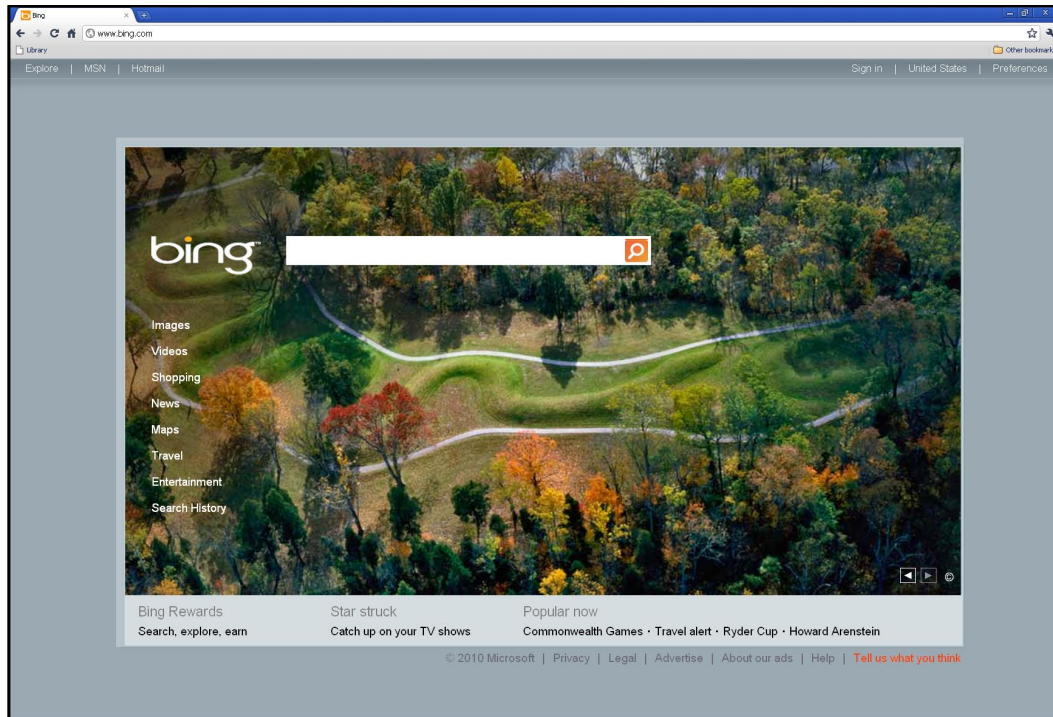 Bing
www.bing.com
Library
Other bookmark
Explore | MSN | Hotmail
Sign in | United States | Preferences
bing™
Images
Videos
Shopping
News
Maps
Travel
Entertainment
Search History
©
Bing Rewards
Search, explore, earn
Star struck
Catch up on your TV shows
Popular now
Commonwealth Games · Travel alert · Ryder Cup · Howard Arenstein
© 2010 Microsoft | Privacy | Legal | Advertise | About our ads | Help | Tell us what you think